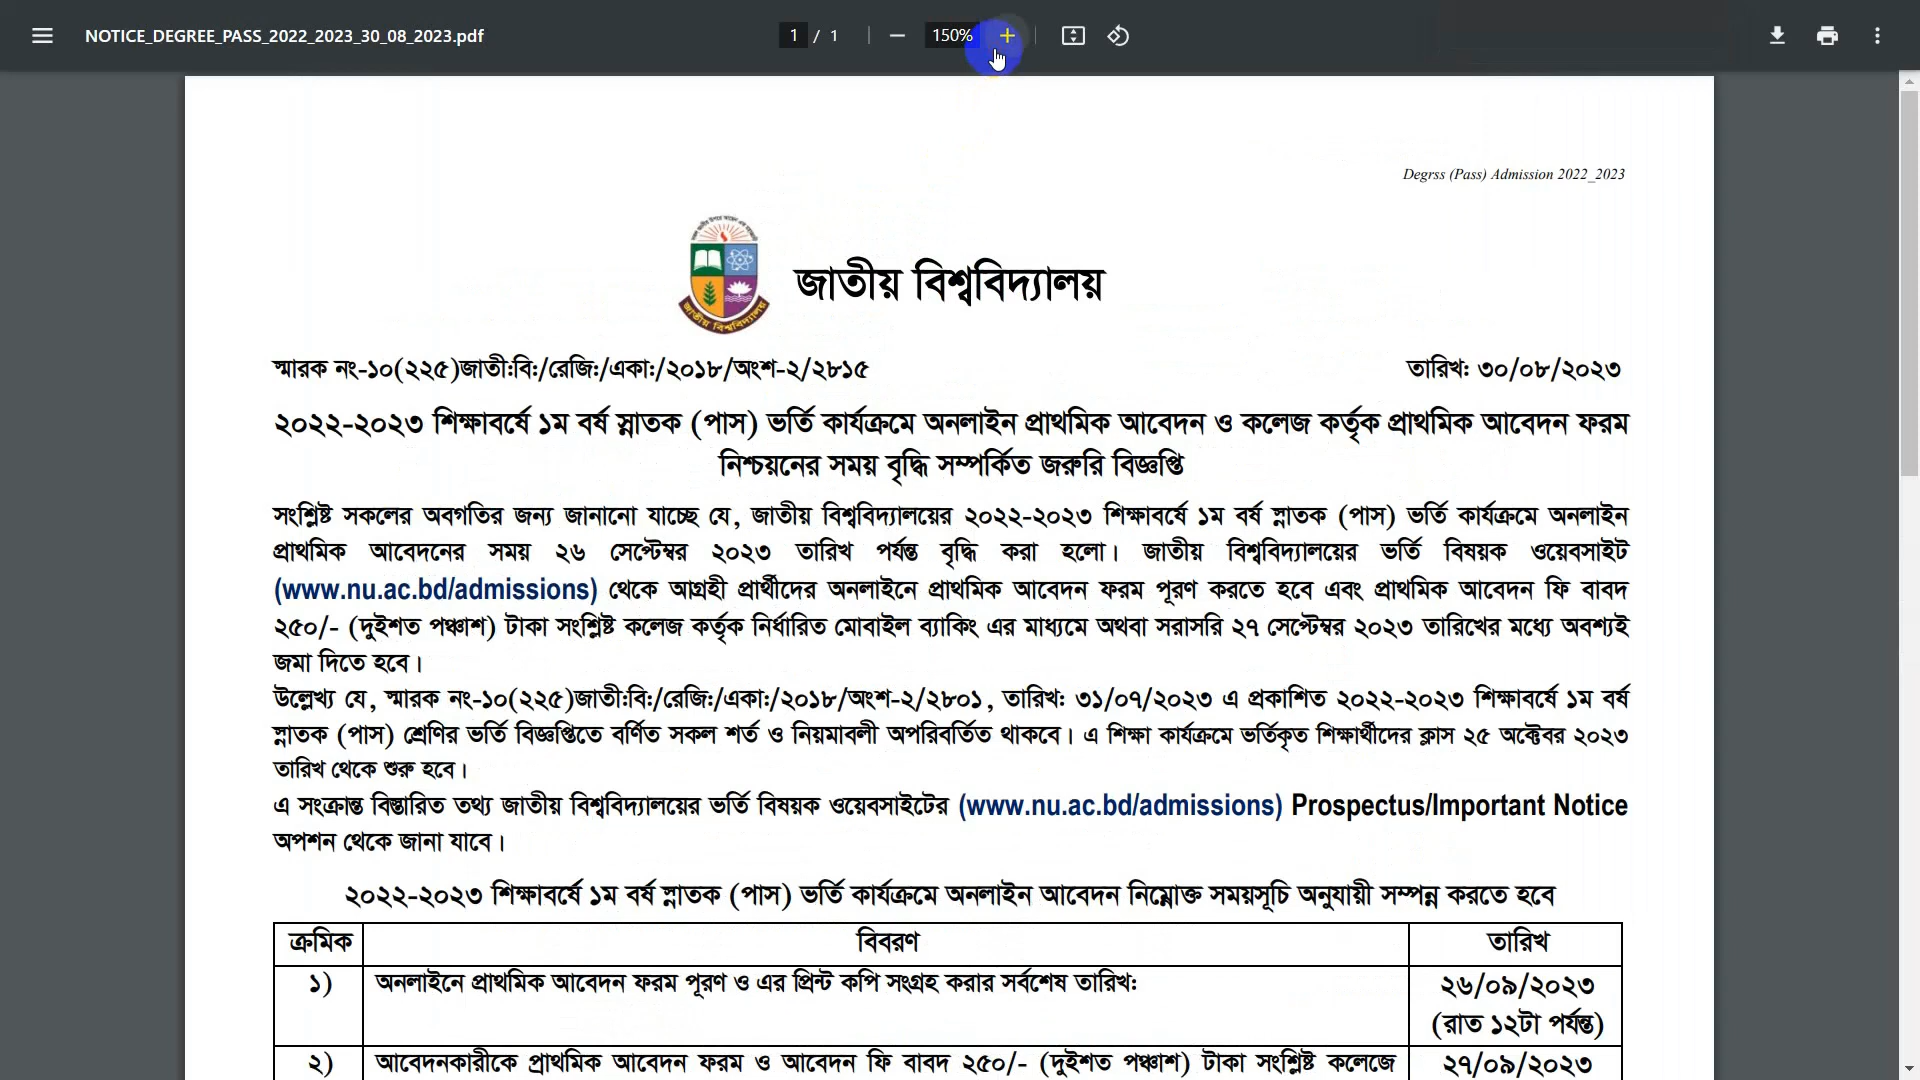 NOTICE_DEGREE_PASS_2022_2023_30_08_2023.pdf
1 / 1
150%
Degrss (Pass) Admission 2022_2023
জাতীয় বিশ্ববিদ্যালয়
জাতীয় বিশ্ববিদ্যালয়
স্মারক নং-১০(২২৫)জাতী:বি:/রেজি:/একা:/২০১৮/অংশ-২/২৮১৫ তারিখ: ৩০/০৮/২০২৩
২০২২-২০২৩ শিক্ষাবর্ষে ১ম বর্ষ স্নাতক (পাস) ভর্তি কার্যক্রমে অনলাইন প্রাথমিক আবেদন ও কলেজ কর্তৃক প্রাথমিক আবেদন ফরম
নিশ্চয়নের সময় বৃদ্ধি সম্পর্কিত জরুরি বিজ্ঞপ্তি
সংশ্লিষ্ট সকলের অবগতির জন্য জানানো যাচ্ছে যে, জাতীয় বিশ্ববিদ্যালয়ের ২০২২-২০২৩ শিক্ষাবর্ষে ১ম বর্ষ স্নাতক (পাস) ভর্তি কার্যক্রমে অনলাইন
প্রাথমিক আবেদনের সময় ২৬ সেপ্টেম্বর ২০২৩ তারিখ পর্যন্ত বৃদ্ধি করা হলো। জাতীয় বিশ্ববিদ্যালয়ের ভর্তি বিষয়ক ওয়েবসাইট
(www.nu.ac.bd/admissions) থেকে আগ্রহী প্রার্থীদের অনলাইনে প্রাথমিক আবেদন ফরম পূরণ করতে হবে এবং প্রাথমিক আবেদন ফি বাবদ
২৫০/- (দুইশত পঞ্চাশ) টাকা সংশ্লিষ্ট কলেজ কর্তৃক নির্ধারিত মোবাইল ব্যাকিং এর মাধ্যমে অথবা সরাসরি ২৭ সেপ্টেম্বর ২০২৩ তারিখের মধ্যে অবশ্যই
জমা দিতে হবে।
উল্লেখ্য যে, স্মারক নং-১০(২২৫)জাতী:বি:/রেজি:/একা:/২০১৮/অংশ-২/২৮০১, তারিখ: ৩১/০৭/২০২৩ এ প্রকাশিত ২০২২-২০২৩ শিক্ষাবর্ষে ১ম বর্ষ
স্নাতক (পাস) শ্রেণির ভর্তি বিজ্ঞপ্তিতে বর্ণিত সকল শর্ত ও নিয়মাবলী অপরিবর্তিত থাকবে। এ শিক্ষা কার্যক্রমে ভর্তিকৃত শিক্ষার্থীদের ক্লাস ২৫ অক্টোবর ২০২৩
তারিখ থেকে শুরু হবে।
এ সংক্রান্ত বিস্তারিত তথ্য জাতীয় বিশ্ববিদ্যালয়ের ভর্তি বিষয়ক ওয়েবসাইটের (www.nu.ac.bd/admissions) Prospectus/Important Notice
অপশন থেকে জানা যাবে।
২০২২-২০২৩ শিক্ষাবর্ষে ১ম বর্ষ স্নাতক (পাস) ভর্তি কার্যক্রমে অনলাইন আবেদন নিম্নোক্ত সময়সূচি অনুযায়ী সম্পন্ন করতে হবে
ক্রমিক বিবরণ তারিখ
১) অনলাইনে প্রাথমিক আবেদন ফরম পূরণ ও এর প্রিন্ট কপি সংগ্রহ করার সর্বশেষ তারিখ: ২৬/০৯/২০২৩
(রাত ১২টা পর্যন্ত)
২) আবেদনকারীকে প্রাথমিক আবেদন ফরম ও আবেদন ফি বাবদ ২৫০/- (দুইশত পঞ্চাশ) টাকা সংশ্লিষ্ট কলেজে ২৭/০৯/২০২৩